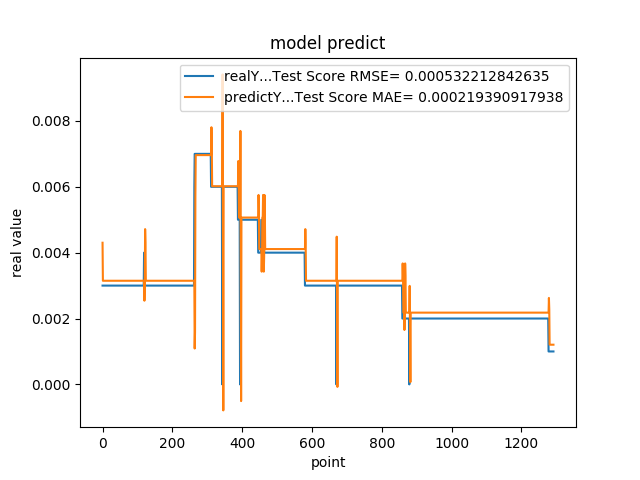 model predict
realY...Test Score RMSE= 0.000532212842635
predictY...Test Score MAE= 0.000219390917938
real value
0.008
0.006
0.004
0.002
0.000
0 200 400 600 800 1000 1200
point